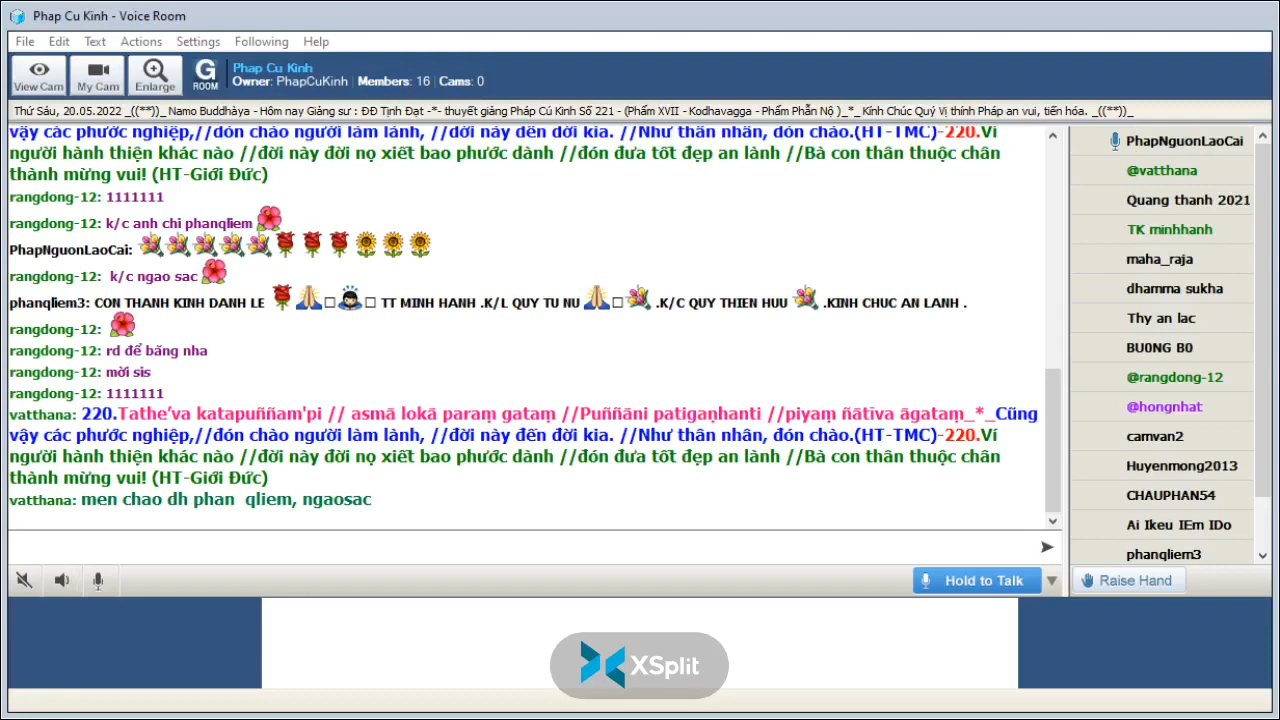 Phap Cu Kinh - Voice Room
File Edit Text Actions Settings Following Help
View Cam My Cam Enlarge G ROOM
Phap Cu Kinh
Owner: PhapCuKinh Members: 16 Cams: 0
Thứ Sáu, 20.05.2022 _((**))_ Namo Buddhàya - Hôm nay Giảng sư : ĐĐ Tịnh Đạt -*- thuyết giảng Pháp Cú Kinh Số 221 - (Phẩm XVII - Kodhavagga - Phẩm Phẫn Nộ )_*_ Kính Chúc Quý Vị thính Pháp an vui, tiến hóa. _((**))_
vậy các phước nghiệp,//đón chào người làm lành, //đời này đến đời kia. //Như thân nhân, đón chào.(HT-TMC)-220.Ví
người hành thiện khác nào //đời này đời nọ xiết bao phước dành //đón đưa tốt đẹp an lành //Bà con thân thuộc chân
thành mừng vui! (HT-Giới Đức)
rangdong-12: 1111111
rangdong-12: k/c anh chi phanqliem
PhapNguonLaoCai:
rangdong-12: k/c ngao sac
phanqliem3: CON THANH KINH DANH LE TT MINH HANH .K/L QUY TU NU .K/C QUY THIEN HUU .KINH CHUC AN LANH .
rangdong-12:
rangdong-12: rd để băng nha
rangdong-12: mời sis
rangdong-12: 1111111
vatthana: 220.Tathe’va katapuññam'pi // asmā lokā paraṃ gataṃ //Puññāni patigaṇhanti //piyaṃ ñātīva āgataṃ_*_Cũng
vậy các phước nghiệp,//đón chào người làm lành, //đời này đến đời kia. //Như thân nhân, đón chào.(HT-TMC)-220.Ví
người hành thiện khác nào //đời này đời nọ xiết bao phước dành //đón đưa tốt đẹp an lành //Bà con thân thuộc chân
thành mừng vui! (HT-Giới Đức)
vatthana: men chao dh phan qliem, ngaosac
PhapNguonLaoCai
@vatthana
Quang thanh 2021
TK minhhanh
maha_raja
dhamma sukha
Thy an lac
BU0NG B0
@rangdong-12
@hongnhat
camvan2
Huyenmong2013
CHAUPHAN54
Ai Ikeu IEm IDo
phanqliem3
Hold to Talk
Raise Hand
XSplit